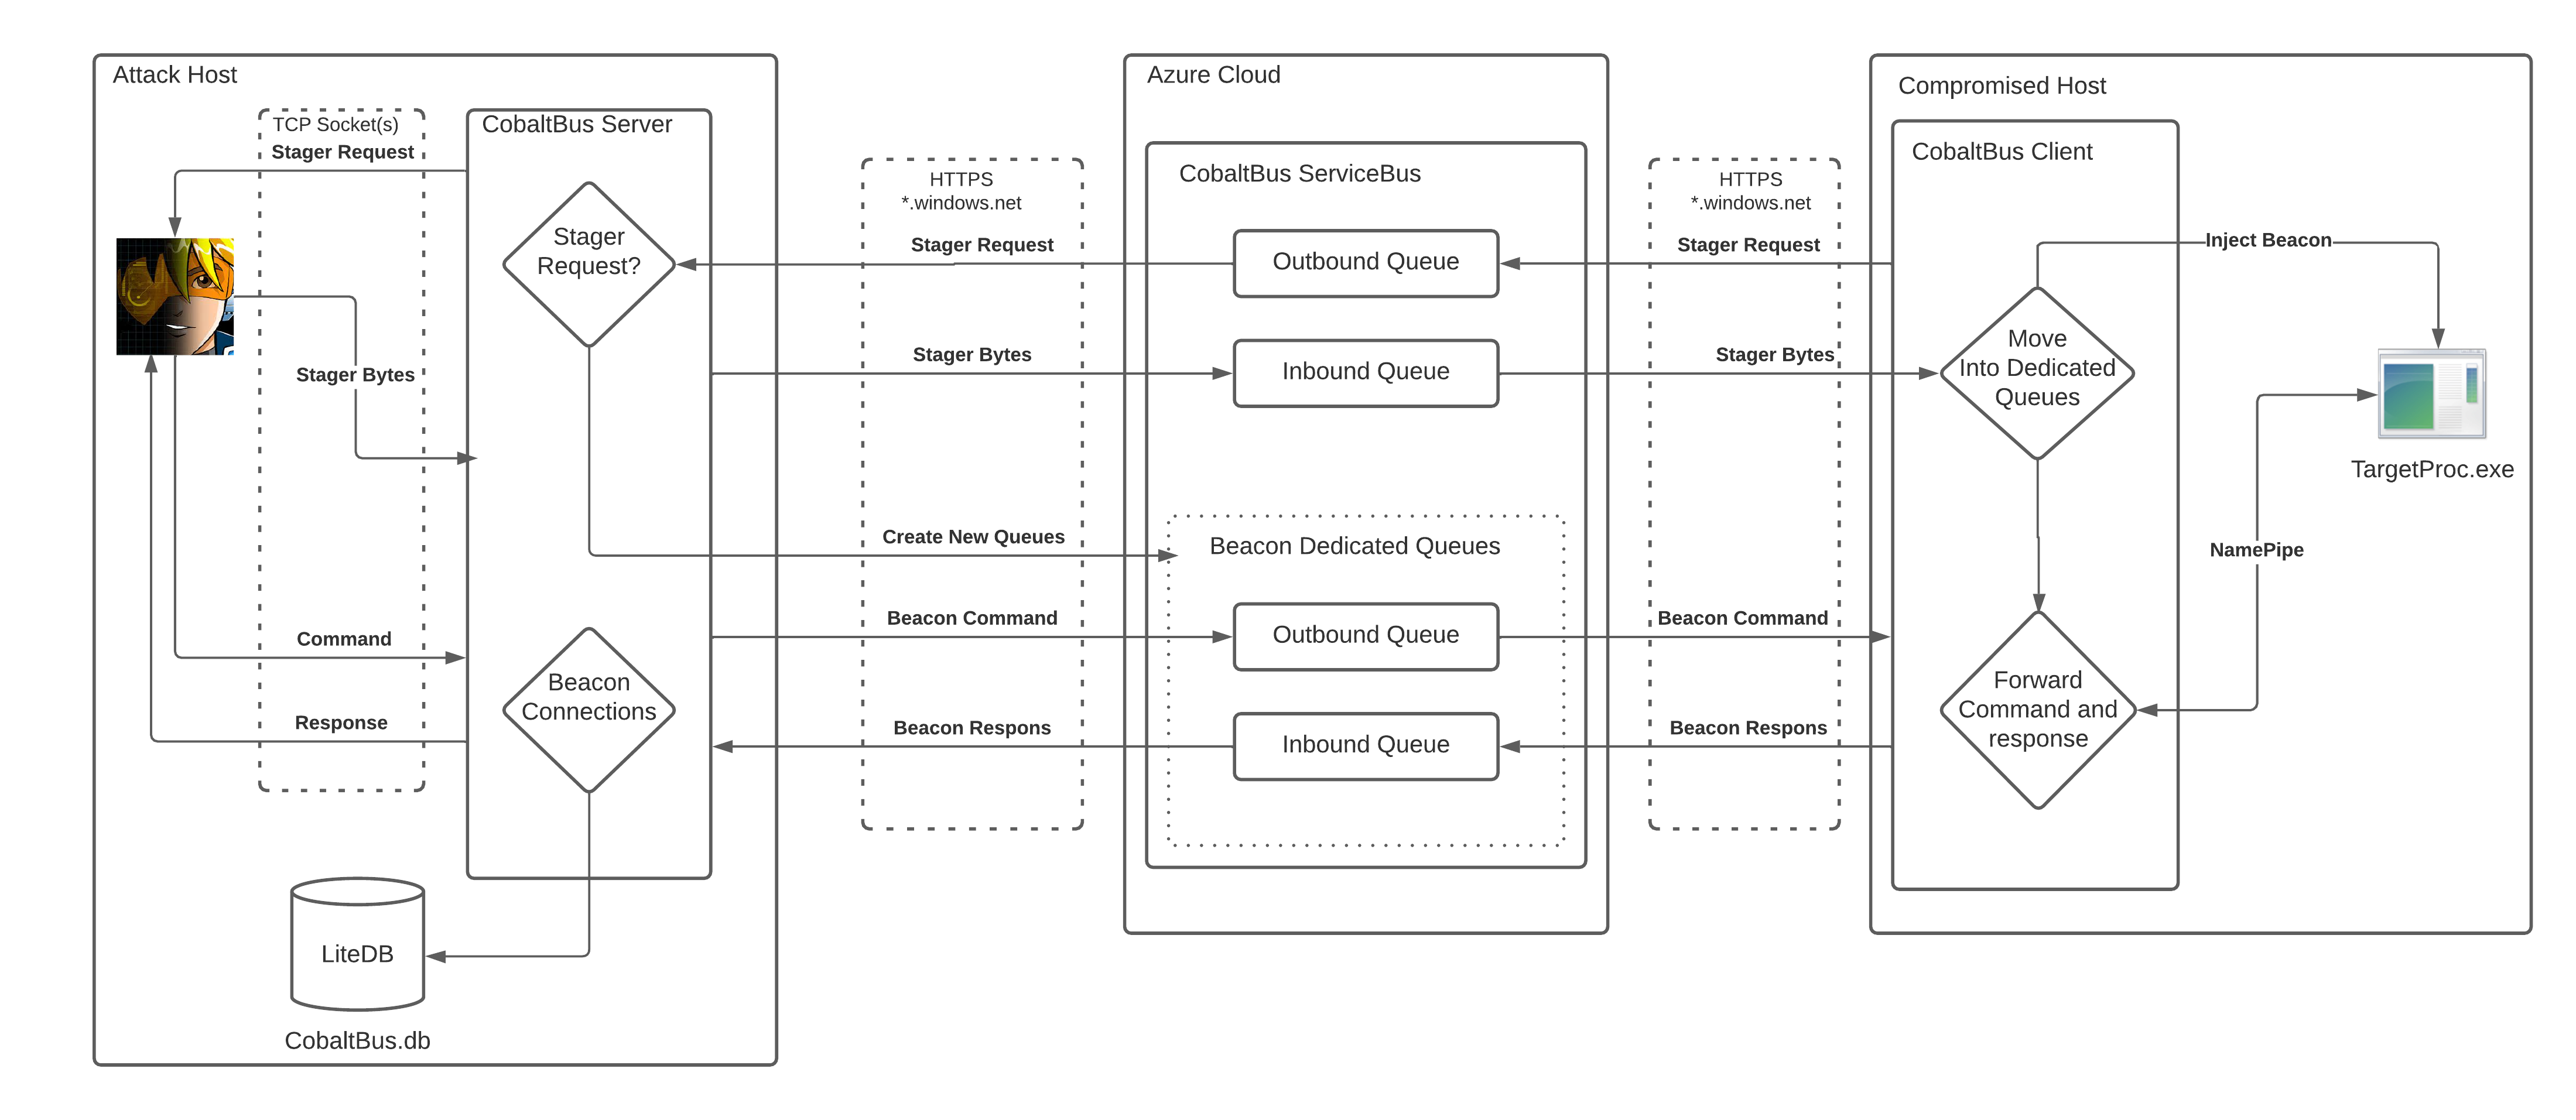 Attack Host
TCP Socket(s)
Stager Request
CobaltBus Server
Stager
Request?
Stager Bytes
Command
Beacon
Connections
Response
LiteDB
CobaltBus.db
HTTPS
*.windows.net
Stager Request
Stager Bytes
Create New Queues
Beacon Command
Beacon Respons
Azure Cloud
CobaltBus ServiceBus
Outbound Queue
Inbound Queue
Beacon Dedicated Queues
Outbound Queue
Inbound Queue
HTTPS
*.windows.net
Stager Request
Stager Bytes
Beacon Command
Beacon Respons
Compromised Host
CobaltBus Client
Inject Beacon
Move
Into Dedicated
Queues
TargetProc.exe
NamePipe
Forward
Command and
response